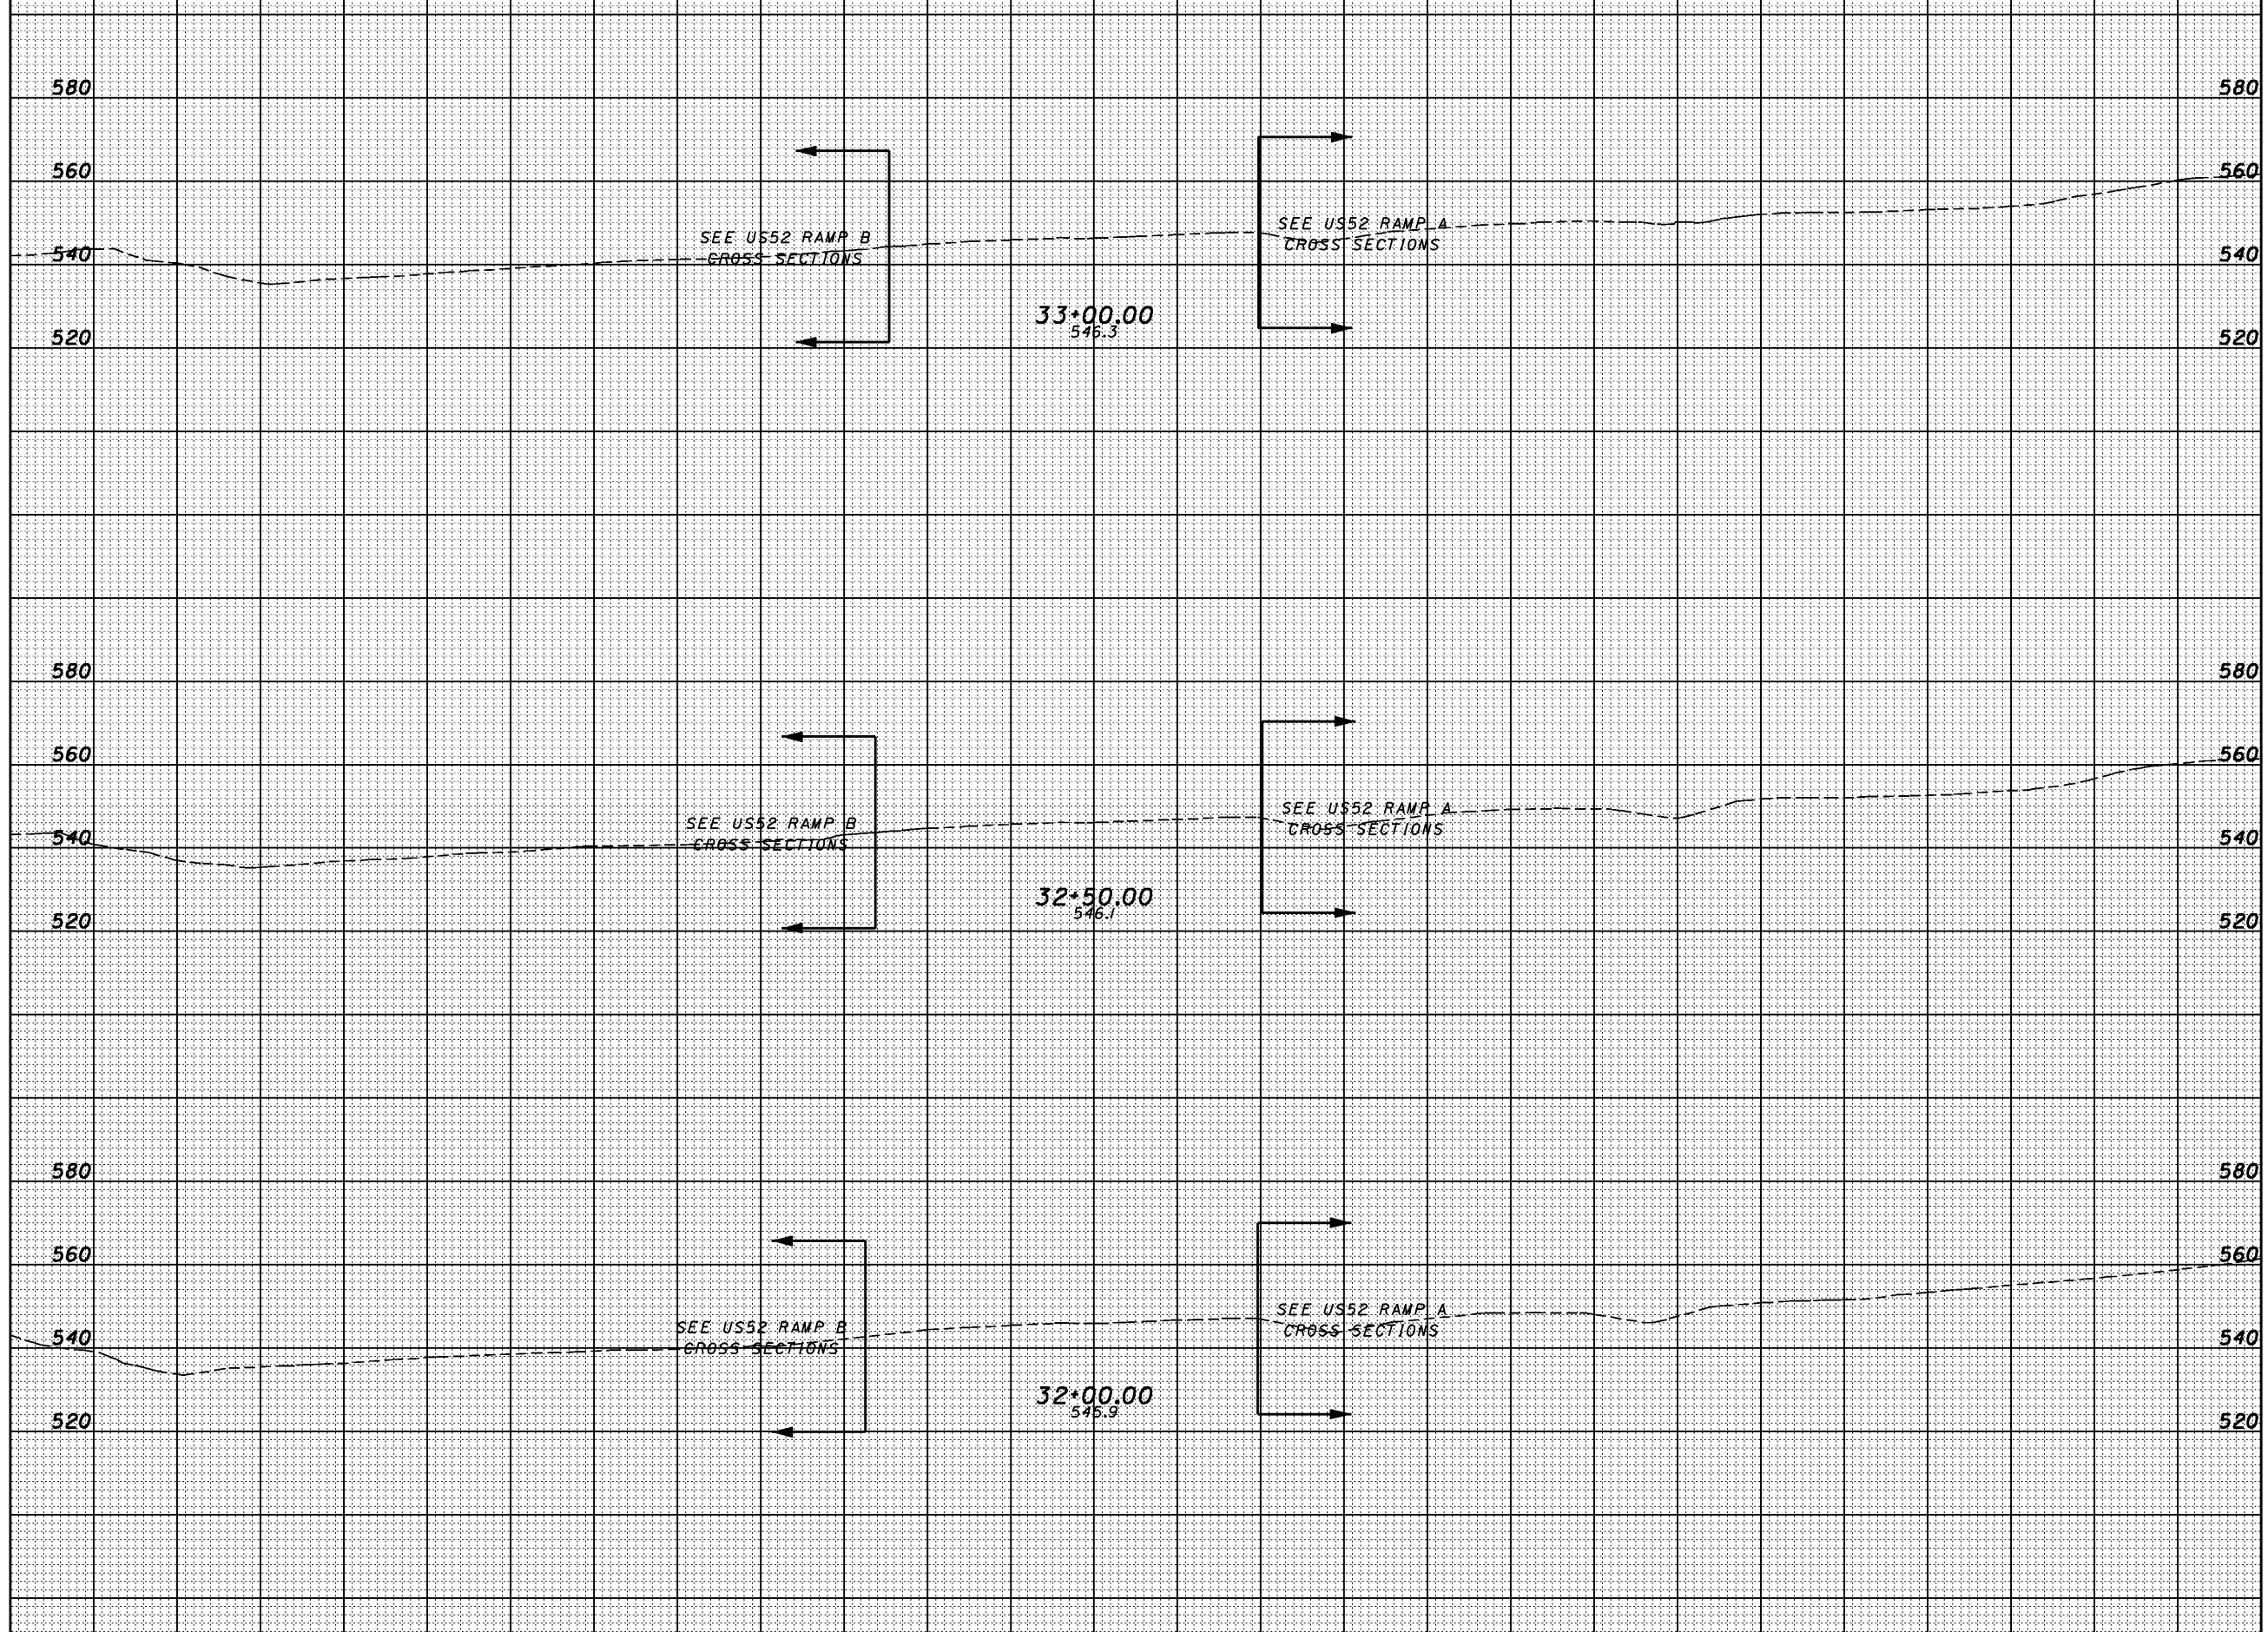 580 580
560 560
SEE US52 RAMP A
SEE US52 RAMP B CROSS SECTIONS
540 CROSS SECTIONS 540
33+00.00
546.3
520 520
580 580
560 560
SEE US52 RAMP A
SEE US52 RAMP B CROSS SECTIONS
540 CROSS SECTIONS 540
32+50.00
546.1
520 520
580 580
560 560
SEE US52 RAMP A
SEE US52 RAMP B CROSS SECTIONS
540 CROSS SECTIONS 540
32+00.00
545.9
520 520